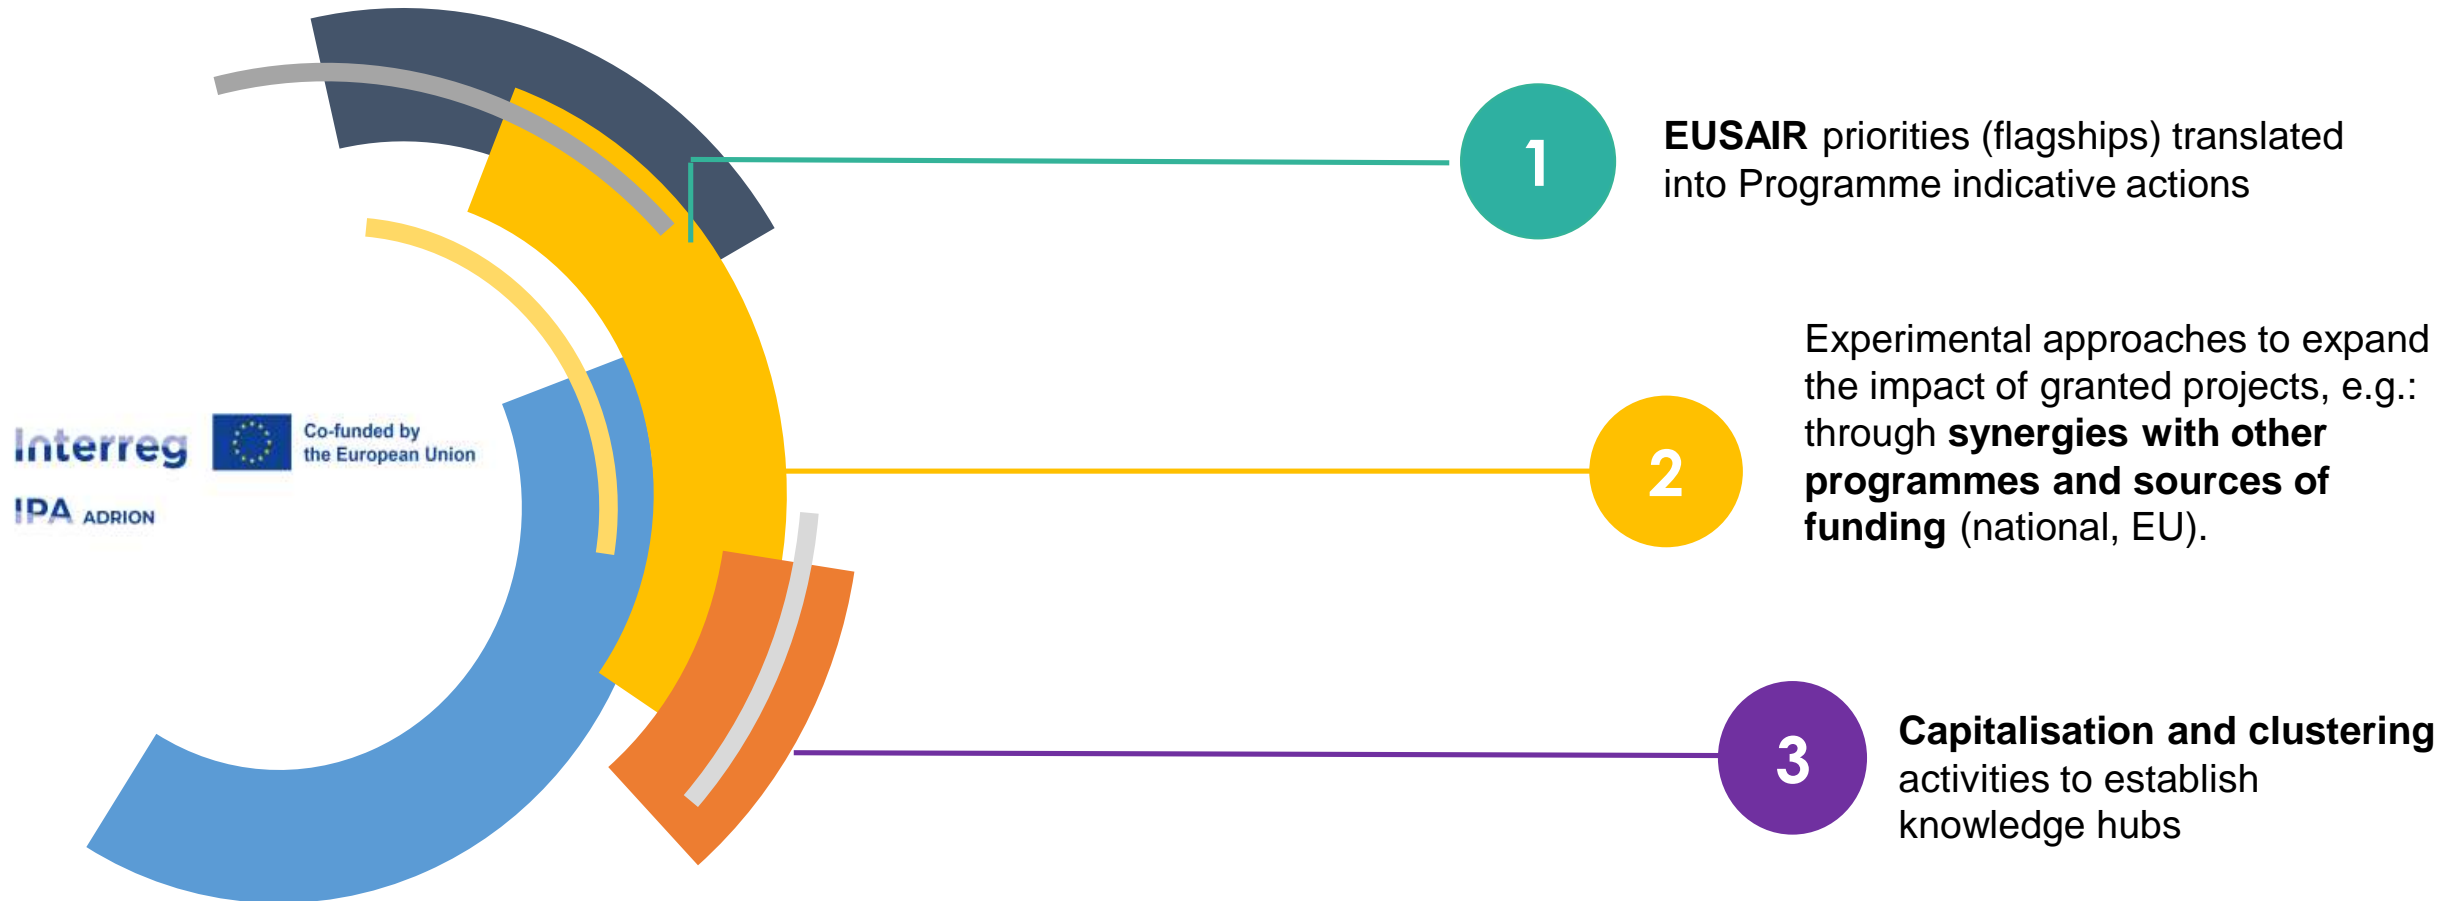 Interreg
Co-funded by
the European Union
IPA ADRION
1
EUSAIR priorities (flagships) translated
into Programme indicative actions
2
Experimental approaches to expand
the impact of granted projects, e.g.:
through synergies with other
programmes and sources of
funding (national, EU).
3
Capitalisation and clustering
activities to establish
knowledge hubs